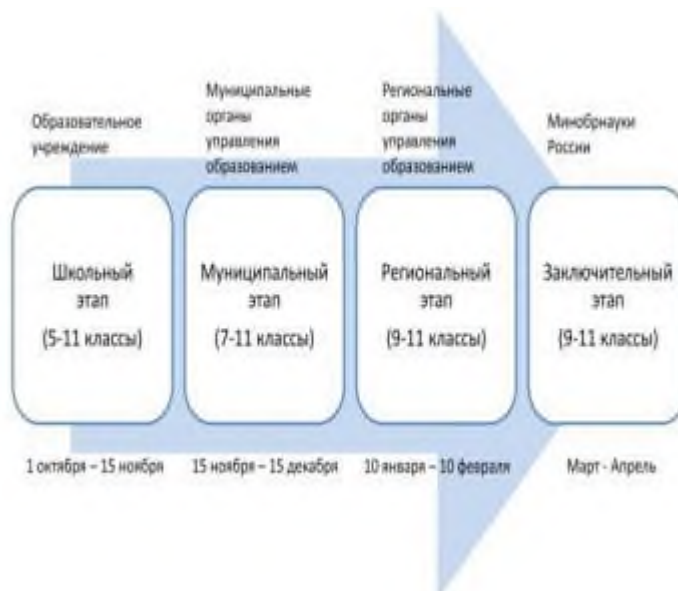 Образовательное
учреждение
Муниципальные
органы
управления
образованием
Региональные
органы
управления
образованием
Минобрнауки
России
Школьный
этап
(5-11 классы)
Муниципальный
этап
(7-11 классы)
Региональный
этап
(9-11 классы)
Заключительный
этап
(9-11 классы)
1 октября – 15 ноября
15 ноября – 15 декабря
10 января – 10 февраля
Март - Апрель